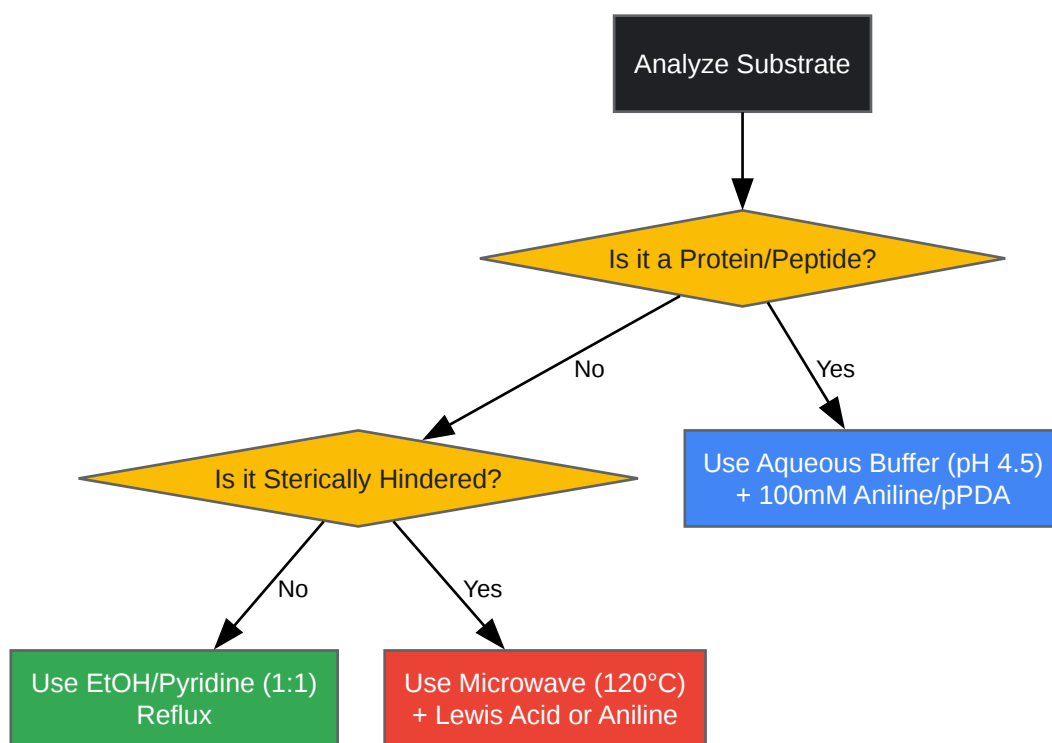 Analyze Substrate
Is it a Protein/Peptide?
No
Yes
Use Aqueous Buffer (pH 4.5)
+ 100mM Aniline/pPDA
Is it Sterically Hindered?
No
Yes
Use EtOH/Pyridine (1:1)
Reflux
Use Microwave (120°C)
+ Lewis Acid or Aniline